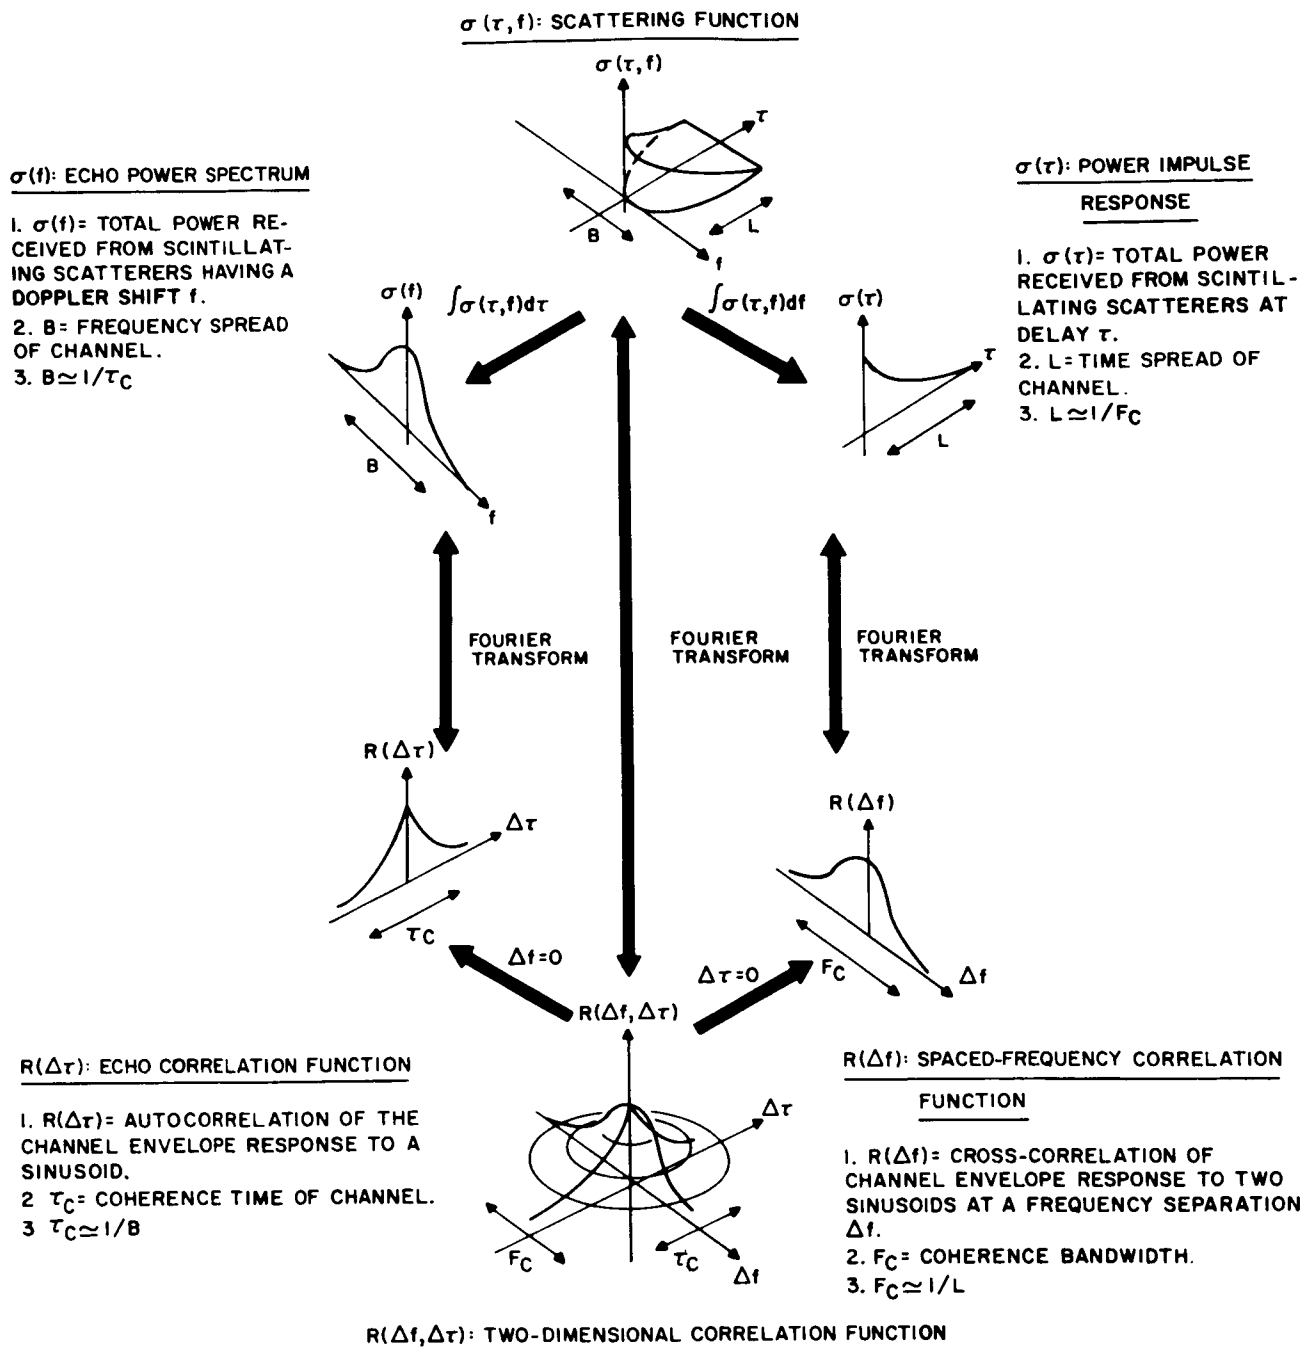 σ(τ,f): SCATTERING FUNCTION
σ(τ,f)
τ
B
L
f
σ(f): ECHO POWER SPECTRUM
1. σ(f)= TOTAL POWER RE-
CEIVED FROM SCINTILLAT-
ING SCATTERERS HAVING A
DOPPLER SHIFT f.
2. B= FREQUENCY SPREAD
OF CHANNEL.
3. B≃1/τC
σ(τ): POWER IMPULSE
RESPONSE
1. σ(τ)= TOTAL POWER
RECEIVED FROM SCINTIL-
LATING SCATTERERS AT
DELAY τ.
2. L=TIME SPREAD OF
CHANNEL.
3. L≃1/FC
σ(f)
B
f
∫σ(τ,f)dτ
∫σ(τ,f)df
σ(τ)
τ
L
FOURIER
TRANSFORM
FOURIER
TRANSFORM
FOURIER
TRANSFORM
R(Δτ)
Δτ
τC
R(Δf)
FC
Δf
Δf=0
Δτ=0
R(Δf,Δτ)
Δτ
FC
τC
Δf
R(Δτ): ECHO CORRELATION FUNCTION
1. R(Δτ)= AUTOCORRELATION OF THE
CHANNEL ENVELOPE RESPONSE TO A
SINUSOID.
2 τC= COHERENCE TIME OF CHANNEL.
3 τC≃1/B
R(Δf): SPACED-FREQUENCY CORRELATION
FUNCTION
1. R(Δf)= CROSS-CORRELATION OF
CHANNEL ENVELOPE RESPONSE TO TWO
SINUSOIDS AT A FREQUENCY SEPARATION
Δf.
2. FC= COHERENCE BANDWIDTH.
3. FC≃1/L
R(Δf,Δτ): TWO-DIMENSIONAL CORRELATION FUNCTION